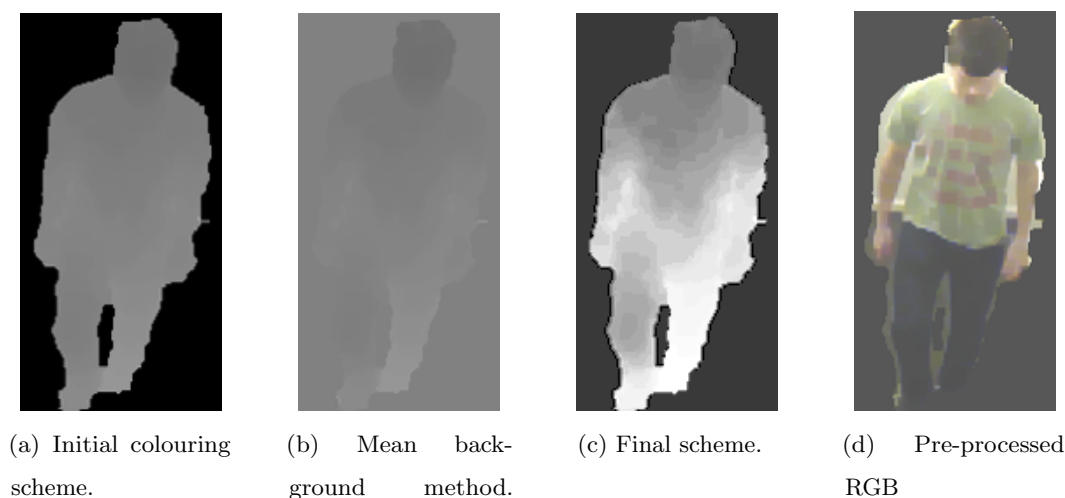 (a) Initial colouring
scheme.
(b) Mean back-
ground method.
(c) Final scheme.
(d) Pre-processed
RGB